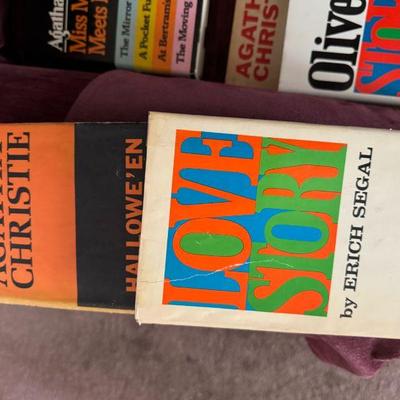 Agatha
Miss M
Meets
The Mirror
A Pocket Fu
At Bertram's
The Moving
AGATH
CHRIST
Olive
STO
AGATHA
CHRISTIE
HALLOWE'EN
LOVE
STORY
by ERICH SEGAL